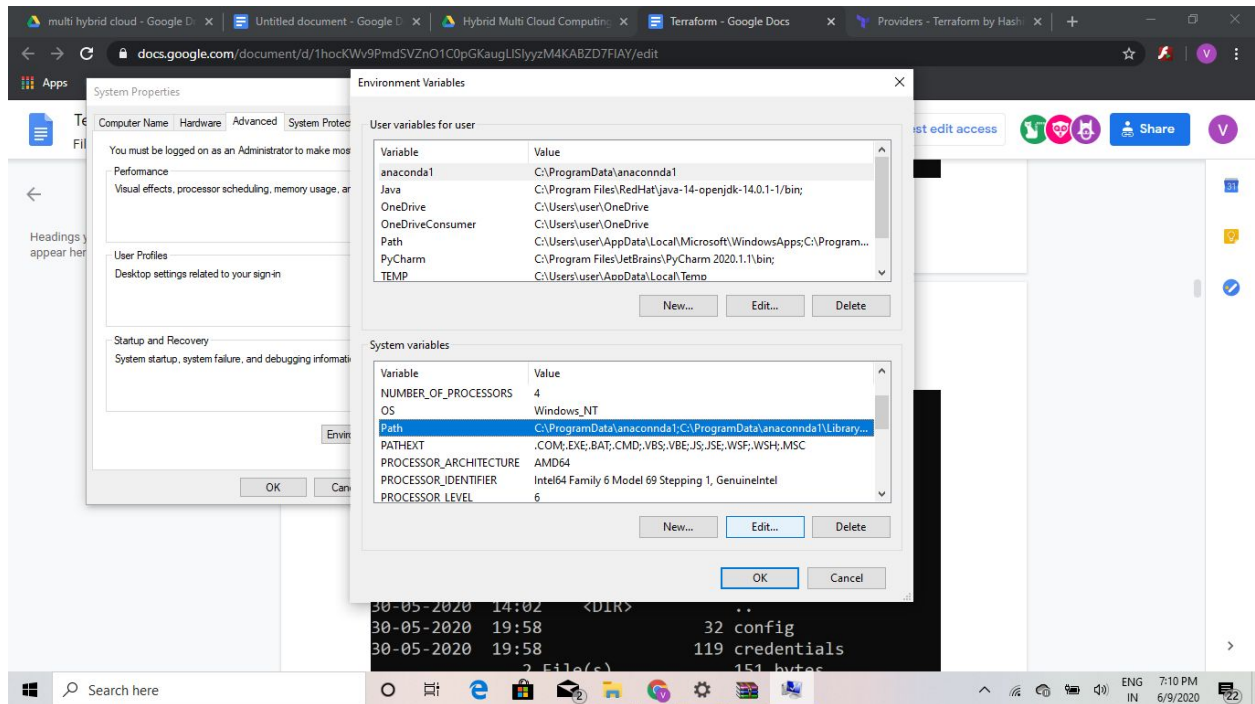 multi hybrid cloud - Google Dr
Untitled document - Google D
Hybrid Multi Cloud Computing
Terraform - Google Docs
Providers - Terraform by Hashi
docs.google.com/document/d/1hocKWv9PmdSVZnO1C0pGKaugLISlyyzM4KABZD7FIAY/edit
Apps
System Properties
Computer Name Hardware Advanced System Protec
You must be logged on as an Administrator to make mos
Performance
Visual effects, processor scheduling, memory usage, ar
User Profiles
Desktop settings related to your sign-in
Startup and Recovery
System startup, system failure, and debugging informati
Envir
OK Can
Te
Fil
Headings y
appear her
Environment Variables
User variables for user
Variable Value
anaconda1 C:\ProgramData\anaconnda1
Java C:\Program Files\RedHat\java-14-openjdk-14.0.1-1/bin;
OneDrive C:\Users\user\OneDrive
OneDriveConsumer C:\Users\user\OneDrive
Path C:\Users\user\AppData\Local\Microsoft\WindowsApps;C:\Program...
PyCharm C:\Program Files\JetBrains\PyCharm 2020.1.1\bin;
TEMP C:\Users\user\AppData\Local\Temp
New... Edit... Delete
System variables
Variable Value
NUMBER_OF_PROCESSORS 4
OS Windows_NT
Path C:\ProgramData\anaconnda1;C:\ProgramData\anaconnda1\Library...
PATHEXT .COM;.EXE;.BAT;.CMD;.VBS;.VBE;.JS;.JSE;.WSF;.WSH;.MSC
PROCESSOR_ARCHITECTURE AMD64
PROCESSOR_IDENTIFIER Intel64 Family 6 Model 69 Stepping 1, GenuineIntel
PROCESSOR_LEVEL 6
New... Edit... Delete
OK Cancel
est edit access
Share
V
V
31
30-05-2020 14:02 <DIR> ..
30-05-2020 19:58 32 config
30-05-2020 19:58 119 credentials
2 File(s) 151 bytes
Search here
2
V
ENG
IN
7:10 PM
6/9/2020
22